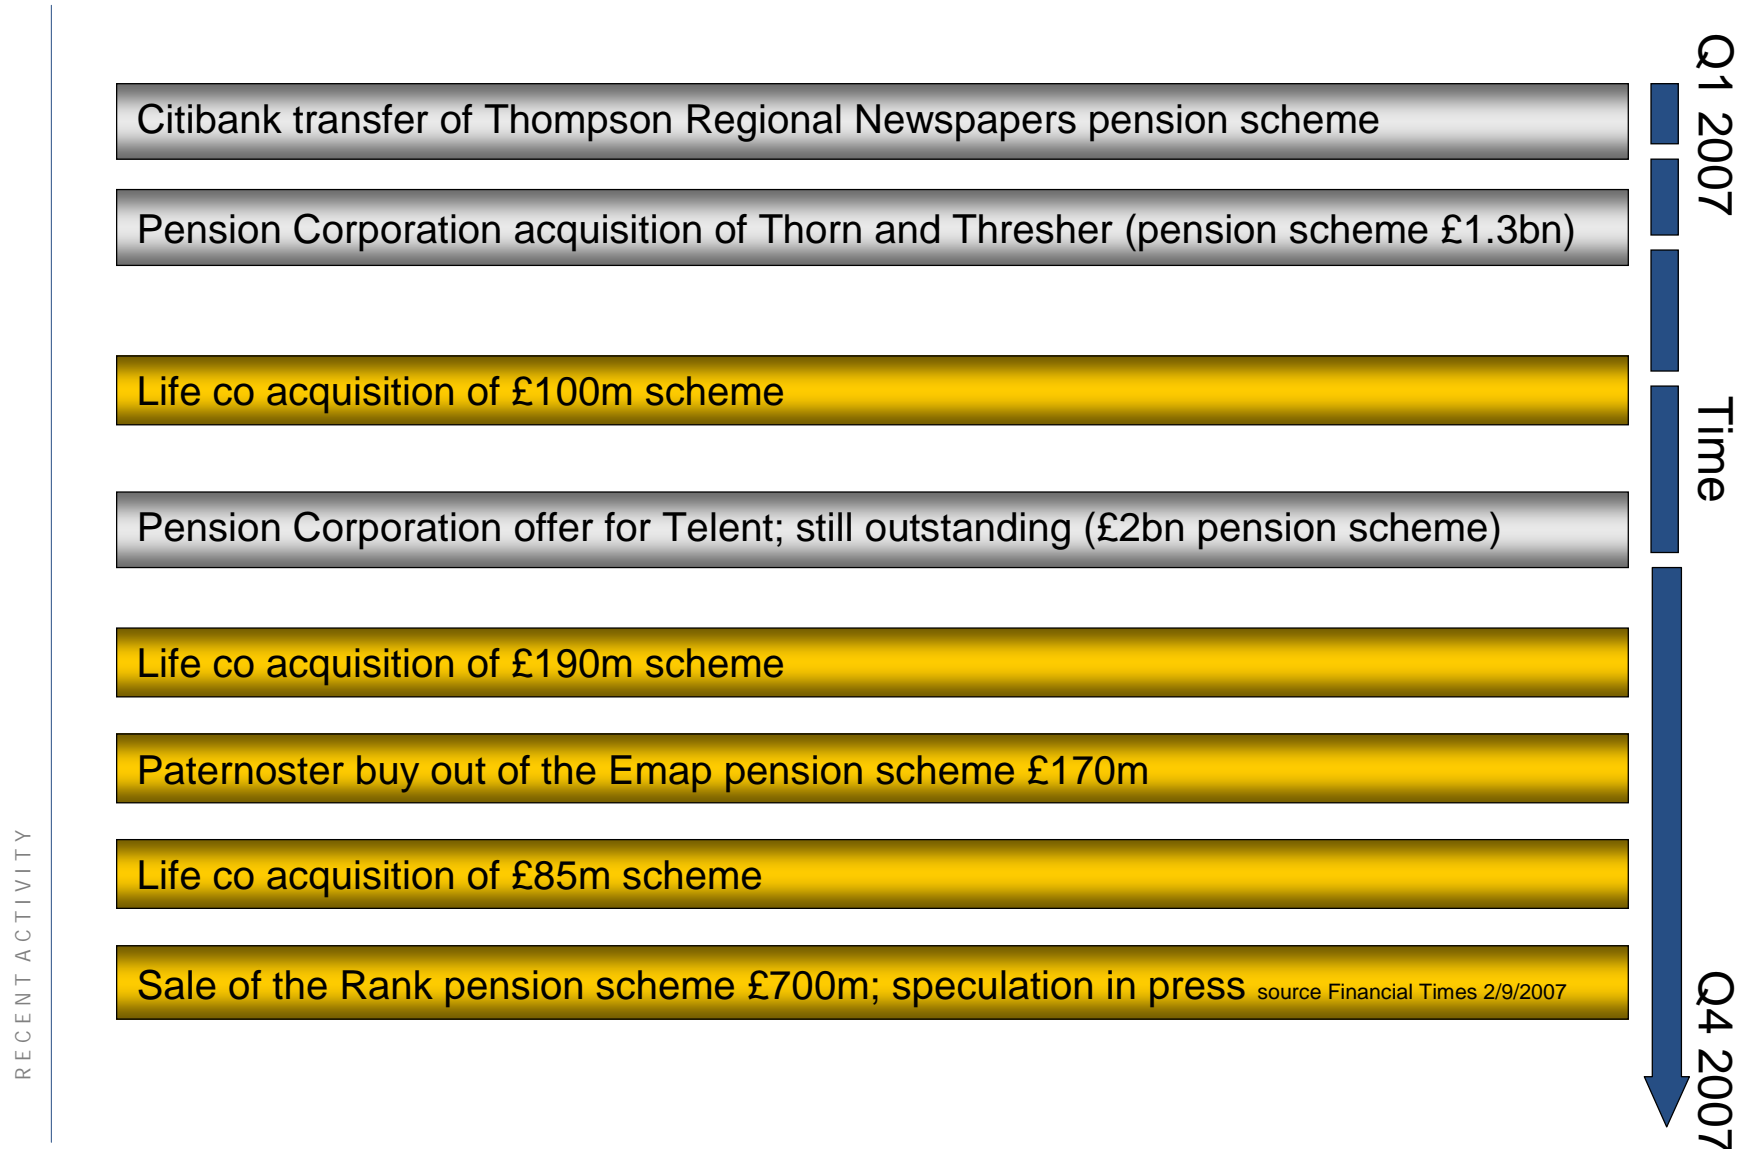 Citibank transfer of Thompson Regional Newspapers pension scheme
Pension Corporation acquisition of Thorn and Thresher (pension scheme £1.3bn)
Life co acquisition of £100m scheme
Pension Corporation offer for Telent; still outstanding (£2bn pension scheme)
Life co acquisition of £190m scheme
Paternoster buy out of the Emap pension scheme £170m
Life co acquisition of £85m scheme
Sale of the Rank pension scheme £700m; speculation in press source Financial Times 2/9/2007
Q1 2007
Time
Q4 2007
RECENT ACTIVITY